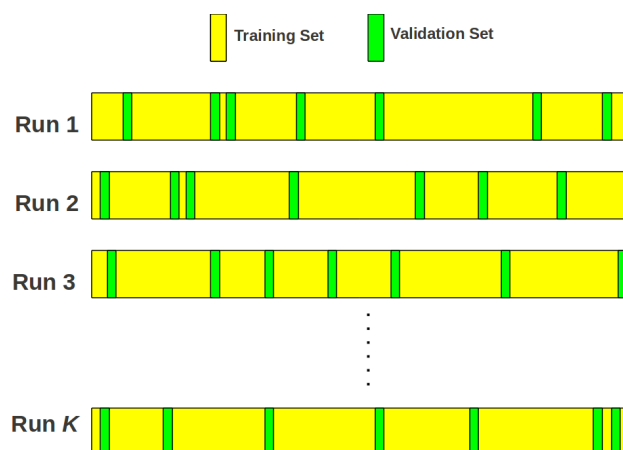 Training Set
Validation Set
Run 1
Run 2
Run 3
Run K